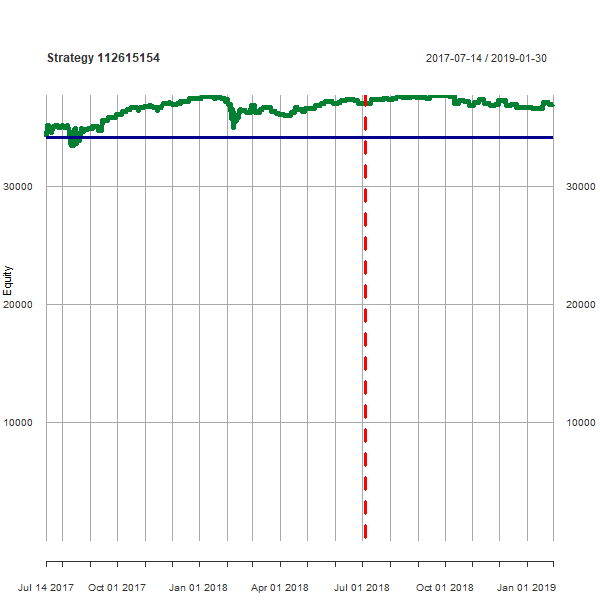 Strategy 112615154
2017-07-14 / 2019-01-30
Equity
30000
30000
20000
20000
10000
10000
Jul 14 2017
Oct 01 2017
Jan 01 2018
Apr 01 2018
Jul 01 2018
Oct 01 2018
Jan 01 2019